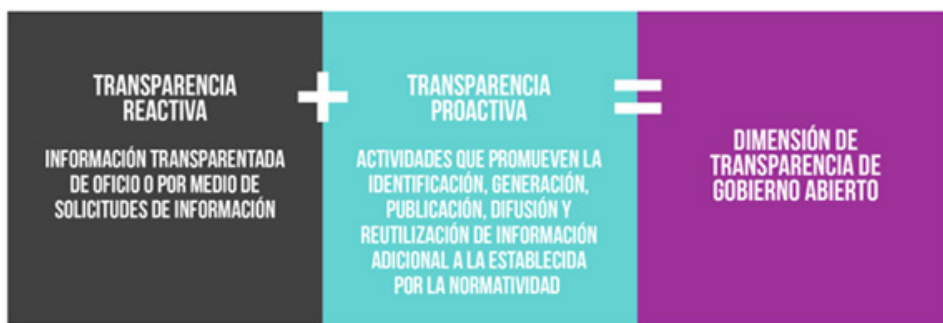 TRANSPARENCIA
REACTIVA
INFORMACIÓN TRANSPARENTADA
DE OFICIO O POR MEDIO DE
SOLICITUDES DE INFORMACIÓN
+
TRANSPARENCIA
PROACTIVA
ACTIVIDADES QUE PROMUEVEN LA
IDENTIFICACIÓN, GENERACIÓN,
PUBLICACIÓN, DIFUSIÓN Y
REUTILIZACIÓN DE INFORMACIÓN
ADICIONAL A LA ESTABLECIDA
POR LA NORMATIVIDAD
=
DIMENSIÓN DE
TRANSPARENCIA DE
GOBIERNO ABIERTO